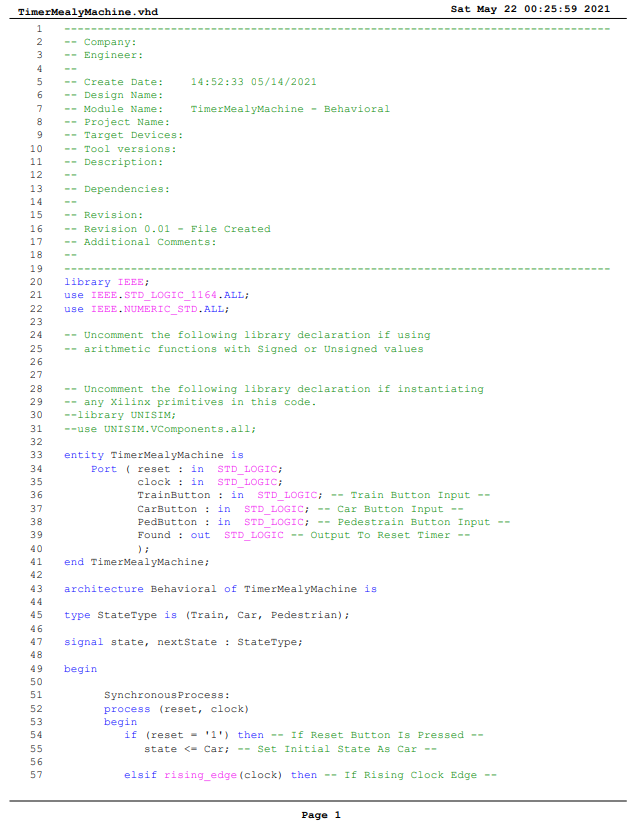 TimerMealyMachine.vhd Sat May 22 00:25:59 2021
1 ----------------------------------------------------------------------------------
2 -- Company:
3 -- Engineer:
4 --
5 -- Create Date:    14:52:33 05/14/2021
6 -- Design Name:
7 -- Module Name:    TimerMealyMachine - Behavioral
8 -- Project Name:
9 -- Target Devices:
10 -- Tool versions:
11 -- Description:
12 --
13 -- Dependencies:
14 --
15 -- Revision:
16 -- Revision 0.01 - File Created
17 -- Additional Comments:
18 --
19 ----------------------------------------------------------------------------------
20 library IEEE;
21 use IEEE.STD_LOGIC_1164.ALL;
22 use IEEE.NUMERIC_STD.ALL;
23
24 -- Uncomment the following library declaration if using
25 -- arithmetic functions with Signed or Unsigned values
26
27
28 -- Uncomment the following library declaration if instantiating
29 -- any Xilinx primitives in this code.
30 --library UNISIM;
31 --use UNISIM.VComponents.all;
32
33 entity TimerMealyMachine is
34     Port ( reset : in  STD_LOGIC;
35            clock : in  STD_LOGIC;
36            TrainButton : in  STD_LOGIC; -- Train Button Input --
37            CarButton : in  STD_LOGIC; -- Car Button Input --
38            PedButton : in  STD_LOGIC; -- Pedestrain Button Input --
39            Found : out  STD_LOGIC -- Output To Reset Timer --
40            );
41 end TimerMealyMachine;
42
43 architecture Behavioral of TimerMealyMachine is
44
45 type StateType is (Train, Car, Pedestrian);
46
47 signal state, nextState : StateType;
48
49 begin
50
51       SynchronousProcess:
52       process (reset, clock)
53       begin
54          if (reset = '1') then -- If Reset Button Is Pressed --
55             state <= Car; -- Set Initial State As Car --
56
57          elsif rising_edge(clock) then -- If Rising Clock Edge --
Page 1